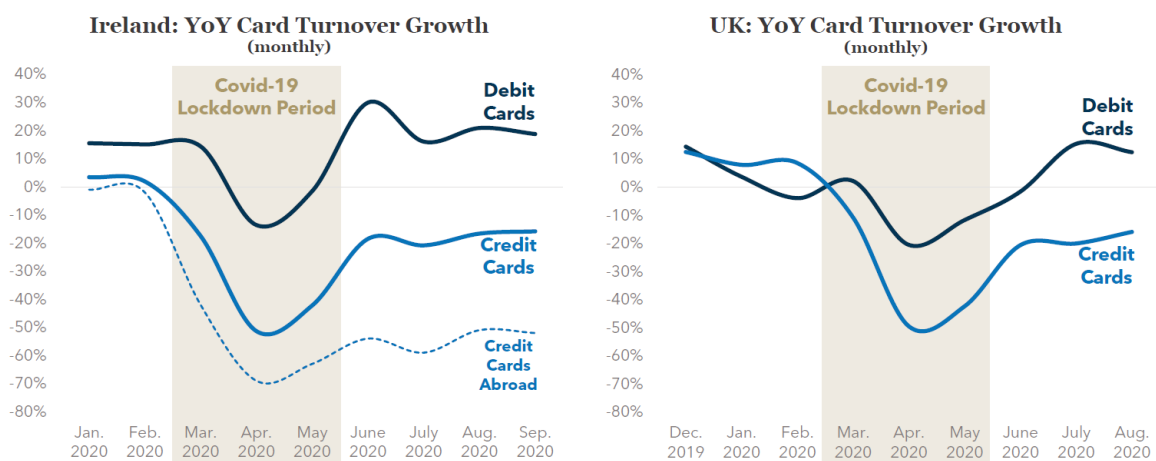 Ireland: YoY Card Turnover Growth
(monthly)
40%
30%
20%
10%
0%
-10%
-20%
-30%
-40%
-50%
-60%
-70%
-80%
Covid-19
Lockdown Period
Debit
Cards
Credit
Cards
Credit
Cards
Abroad
Jan. Feb. Mar. Apr. May June July Aug. Sep.
2020 2020 2020 2020 2020 2020 2020 2020 2020
UK: YoY Card Turnover Growth
(monthly)
40%
30%
20%
10%
0%
-10%
-20%
-30%
-40%
-50%
-60%
-70%
-80%
Covid-19
Lockdown Period
Debit
Cards
Credit
Cards
Dec. Jan. Feb. Mar. Apr. May June July Aug.
2019 2020 2020 2020 2020 2020 2020 2020 2020